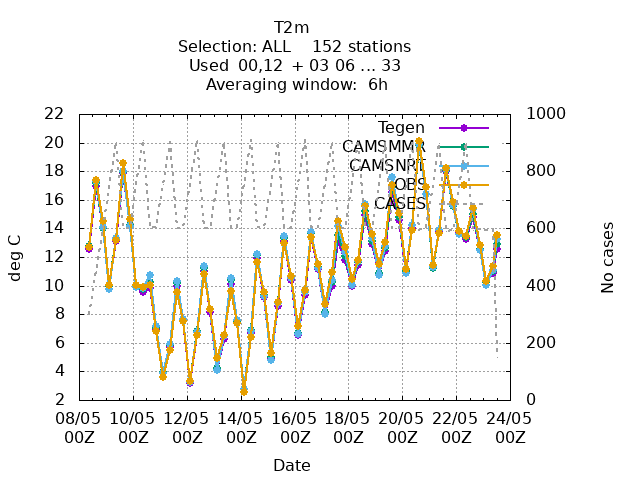 T2m
Selection: ALL 152 stations
Used 00,12 + 03 06 ... 33
Averaging window: 6h
deg C
22
20
18
16
14
12
10
8
6
4
2
Tegen
CAMSMMR
CAMSNRT
OBS
CASES
1000
800
600
400
200
0
No cases
08/05 10/05 12/05 14/05 16/05 18/05 20/05 22/05 24/05
00Z 00Z 00Z 00Z 00Z 00Z 00Z 00Z 00Z
Date